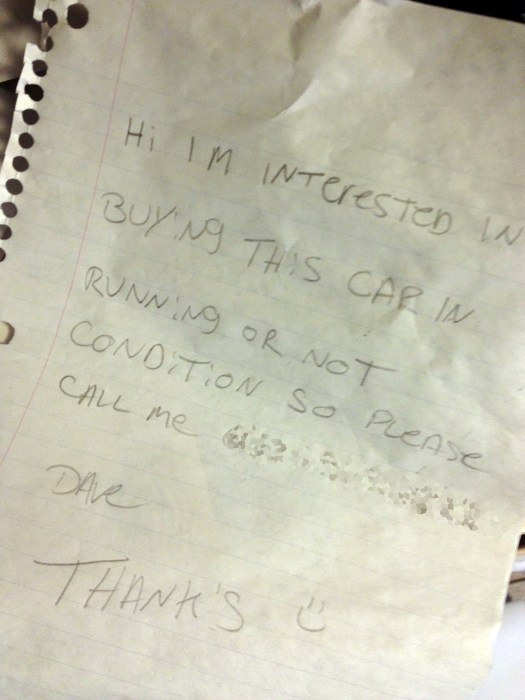 Hi IM INTERESTED IN
BUYING THIS CAR IN
RUNNING OR NOT
CONDITION SO PLEASE
CALL Me
DAVE
THANK'S